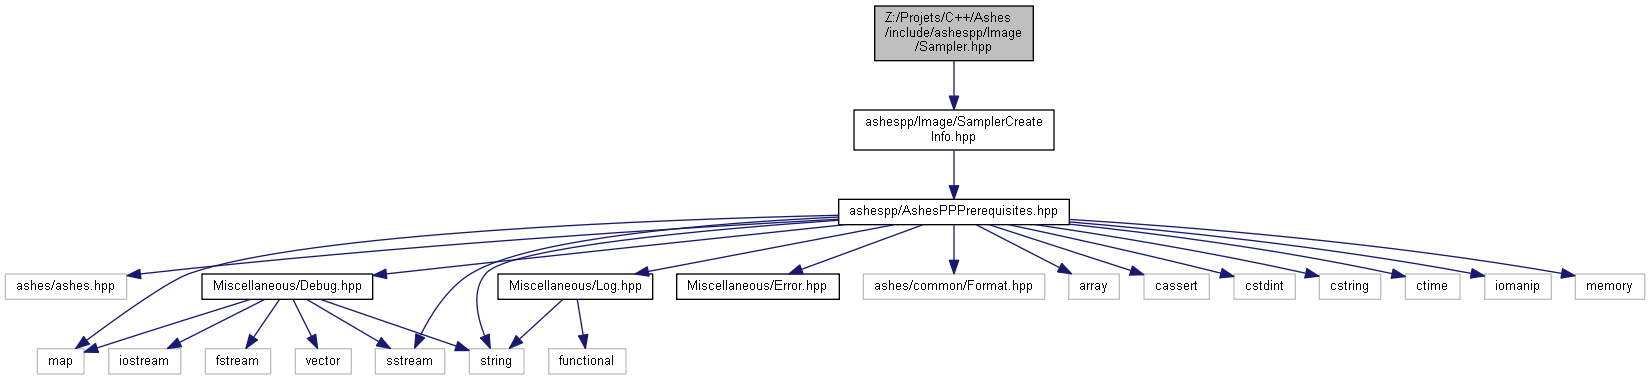 Z:/Projets/C++/Ashes
/include/ashespp/Image
/Sampler.hpp
ashespp/Image/SamplerCreate
Info.hpp
ashespp/AshesPPPrerequisites.hpp
ashes/ashes.hpp
Miscellaneous/Debug.hpp
Miscellaneous/Log.hpp
Miscellaneous/Error.hpp
ashes/common/Format.hpp
array
cassert
cstdint
cstring
ctime
iomanip
memory
map
iostream
fstream
vector
sstream
string
functional